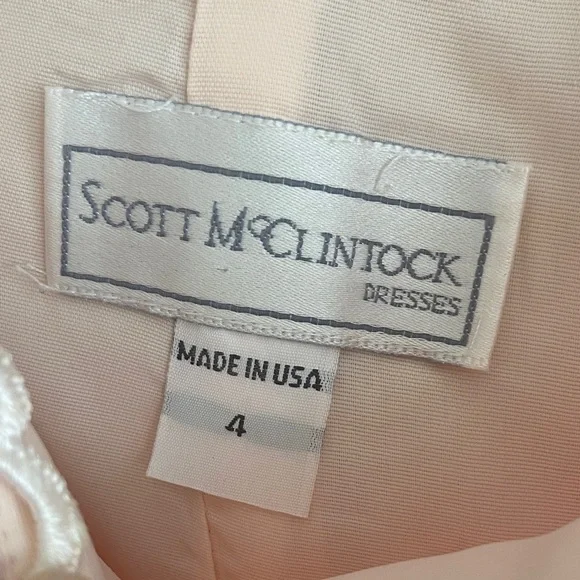 SCOTT McCLINTOCK
DRESSES
MADE IN USA
4